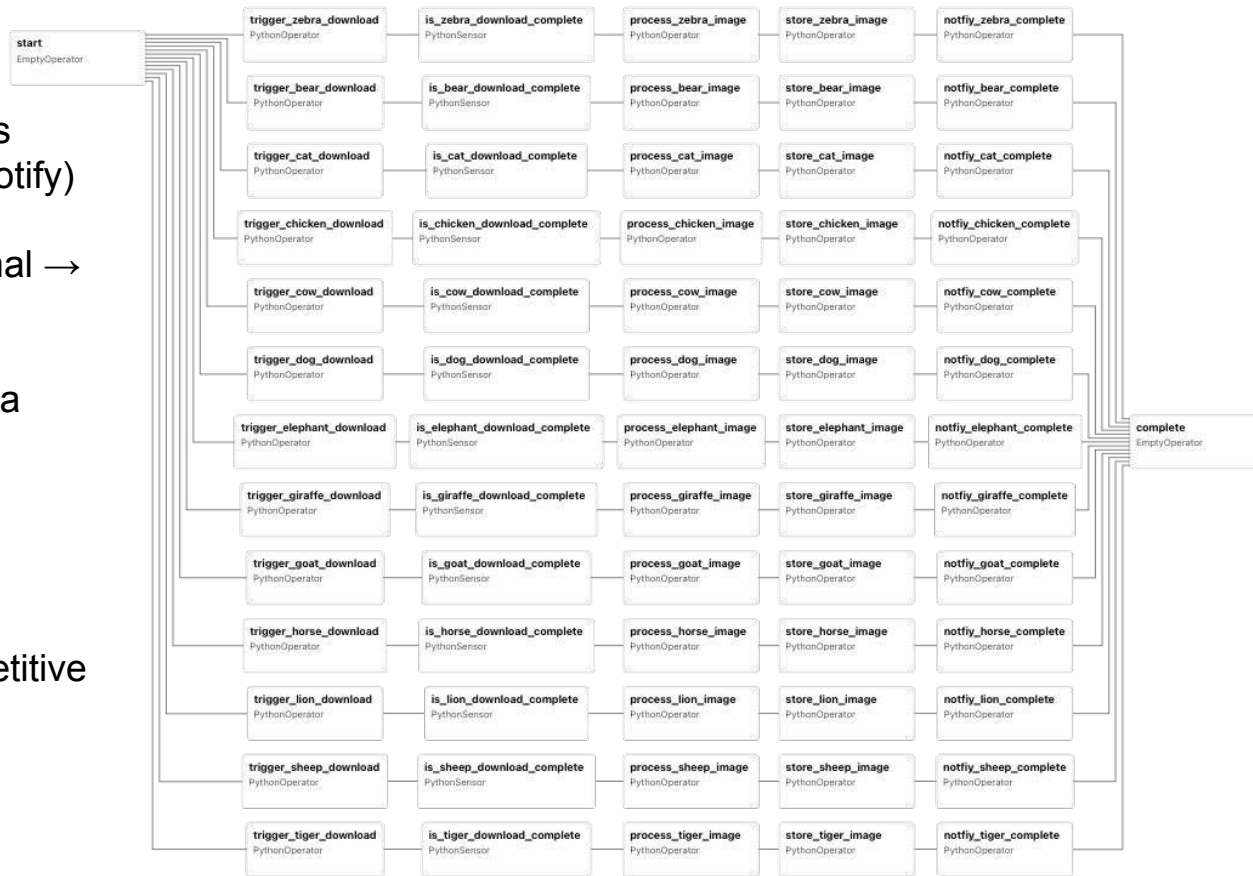 s
otify)
nal →
a
etitive
start
EmptyOperator
trigger_zebra_download
PythonOperator
is_zebra_download_complete
PythonSensor
process_zebra_image
PythonOperator
store_zebra_image
PythonOperator
notfiy_zebra_complete
PythonOperator
trigger_bear_download
PythonOperator
is_bear_download_complete
PythonSensor
process_bear_image
PythonOperator
store_bear_image
PythonOperator
notfiy_bear_complete
PythonOperator
trigger_cat_download
PythonOperator
is_cat_download_complete
PythonSensor
process_cat_image
PythonOperator
store_cat_image
PythonOperator
notfiy_cat_complete
PythonOperator
trigger_chicken_download
PythonOperator
is_chicken_download_complete
PythonSensor
process_chicken_image
PythonOperator
store_chicken_image
PythonOperator
notfiy_chicken_complete
PythonOperator
trigger_cow_download
PythonOperator
is_cow_download_complete
PythonSensor
process_cow_image
PythonOperator
store_cow_image
PythonOperator
notfiy_cow_complete
PythonOperator
trigger_dog_download
PythonOperator
is_dog_download_complete
PythonSensor
process_dog_image
PythonOperator
store_dog_image
PythonOperator
notfiy_dog_complete
PythonOperator
trigger_elephant_download
PythonOperator
is_elephant_download_complete
PythonSensor
process_elephant_image
PythonOperator
store_elephant_image
PythonOperator
notfiy_elephant_complete
PythonOperator
complete
EmptyOperator
trigger_giraffe_download
PythonOperator
is_giraffe_download_complete
PythonSensor
process_giraffe_image
PythonOperator
store_giraffe_image
PythonOperator
notfiy_giraffe_complete
PythonOperator
trigger_goat_download
PythonOperator
is_goat_download_complete
PythonSensor
process_goat_image
PythonOperator
store_goat_image
PythonOperator
notfiy_goat_complete
PythonOperator
trigger_horse_download
PythonOperator
is_horse_download_complete
PythonSensor
process_horse_image
PythonOperator
store_horse_image
PythonOperator
notfiy_horse_complete
PythonOperator
trigger_lion_download
PythonOperator
is_lion_download_complete
PythonSensor
process_lion_image
PythonOperator
store_lion_image
PythonOperator
notfiy_lion_complete
PythonOperator
trigger_sheep_download
PythonOperator
is_sheep_download_complete
PythonSensor
process_sheep_image
PythonOperator
store_sheep_image
PythonOperator
notfiy_sheep_complete
PythonOperator
trigger_tiger_download
PythonOperator
is_tiger_download_complete
PythonSensor
process_tiger_image
PythonOperator
store_tiger_image
PythonOperator
notfiy_tiger_complete
PythonOperator